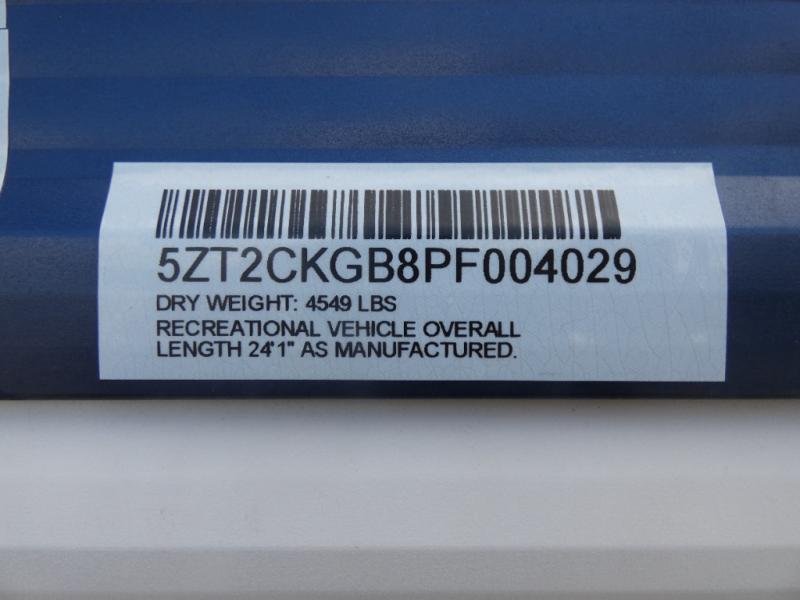 5ZT2CKGB8PF004029
DRY WEIGHT: 4549 LBS
RECREATIONAL VEHICLE OVERALL
LENGTH 24'1" AS MANUFACTURED.